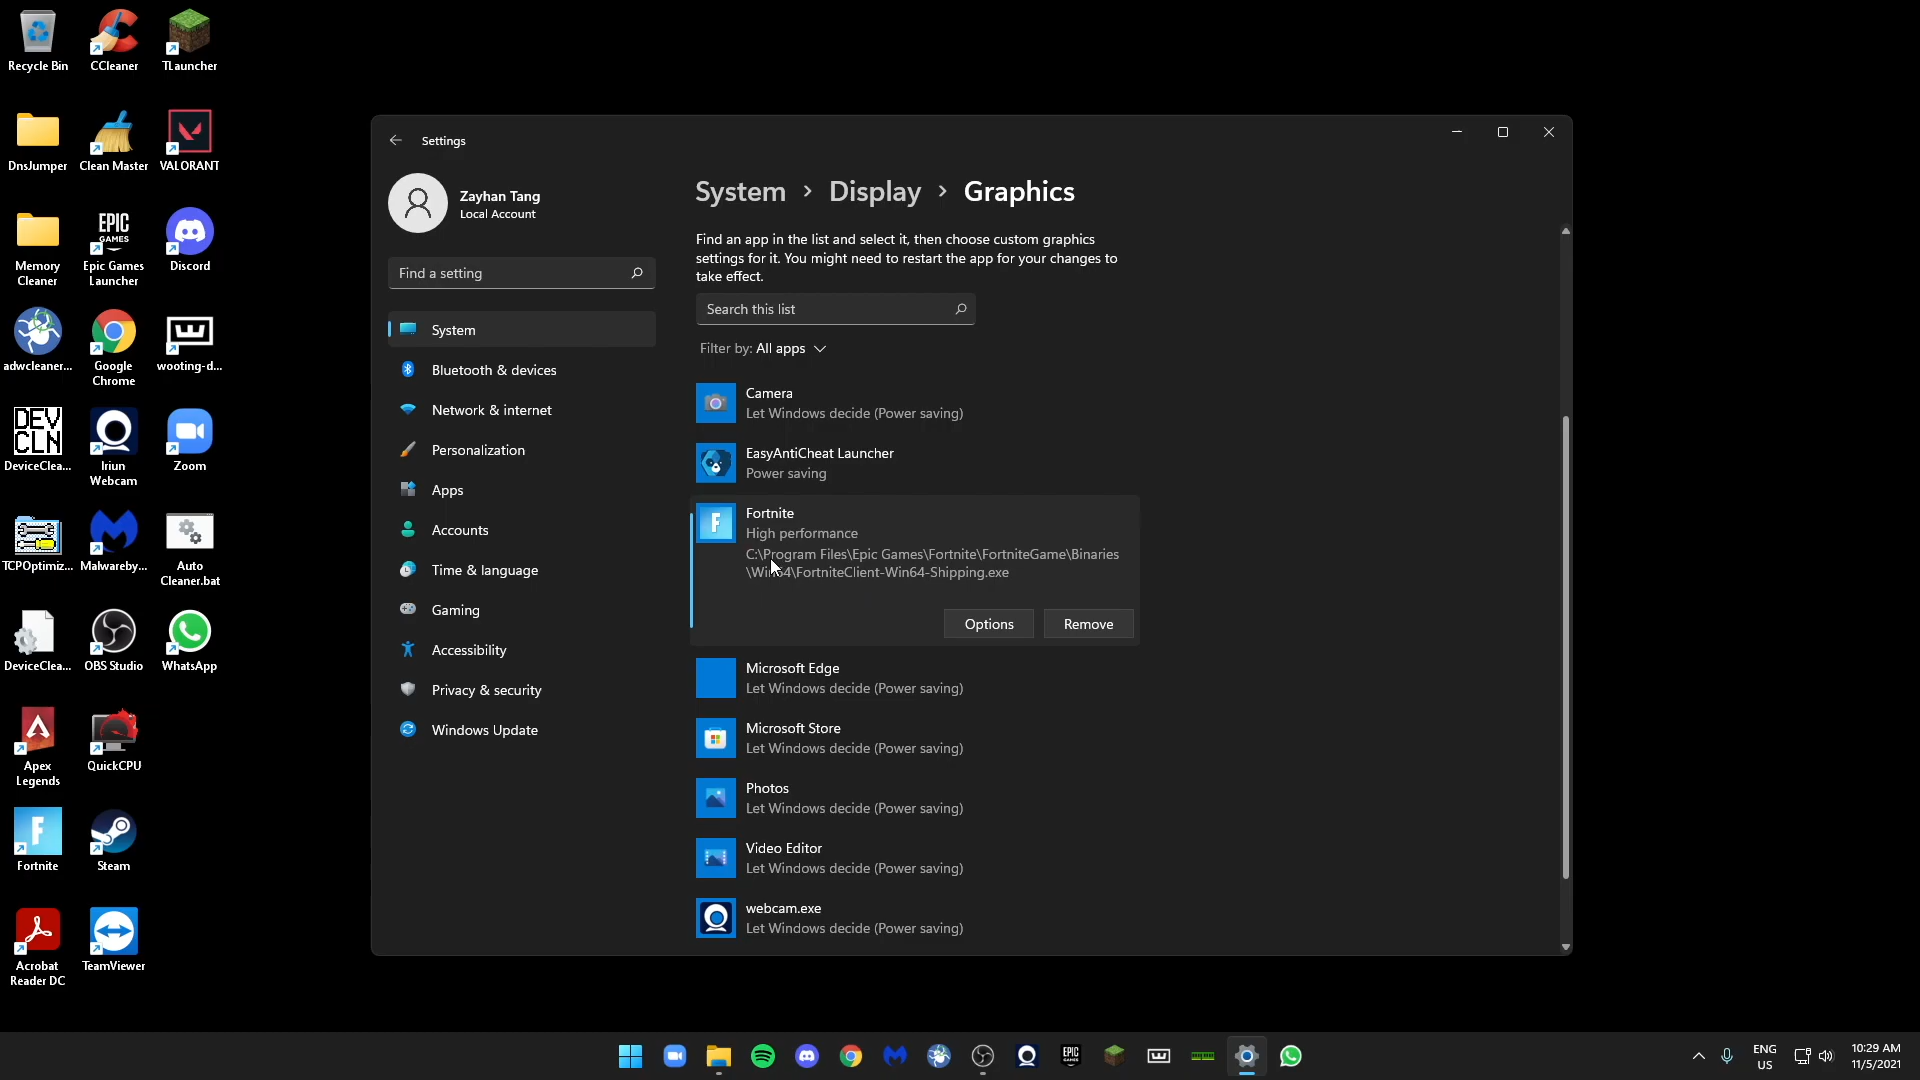 Recycle Bin
CCleaner
TLauncher
DnsJumper
Clean Master
VALORANT
Memory
Cleaner
EPIC
GAMES
Epic Games
Launcher
Discord
adwcleaner...
Google
Chrome
wooting-d...
DEV
CLN
DeviceClea...
Iriun
Webcam
Zoom
TCPOptimiz...
Malwareby...
Auto
Cleaner.bat
DeviceClea...
OBS Studio
WhatsApp
Apex
Legends
QuickCPU
F
Fortnite
Steam
Acrobat
Reader DC
TeamViewer
Settings
Zayhan Tang
Local Account
Find a setting
System
Bluetooth & devices
Network & internet
Personalization
Apps
Accounts
Time & language
Gaming
Accessibility
Privacy & security
Windows Update
System > Display > Graphics
Find an app in the list and select it, then choose custom graphics
settings for it. You might need to restart the app for your changes to
take effect.
Search this list
Filter by: All apps
Camera
Let Windows decide (Power saving)
EasyAntiCheat Launcher
Power saving
F
Fortnite
High performance
C:\Program Files\Epic Games\Fortnite\FortniteGame\Binaries
\Win64\FortniteClient-Win64-Shipping.exe
Options
Remove
Microsoft Edge
Let Windows decide (Power saving)
Microsoft Store
Let Windows decide (Power saving)
Photos
Let Windows decide (Power saving)
Video Editor
Let Windows decide (Power saving)
webcam.exe
Let Windows decide (Power saving)
EPIC
ENG
US
10:29 AM
11/5/2021